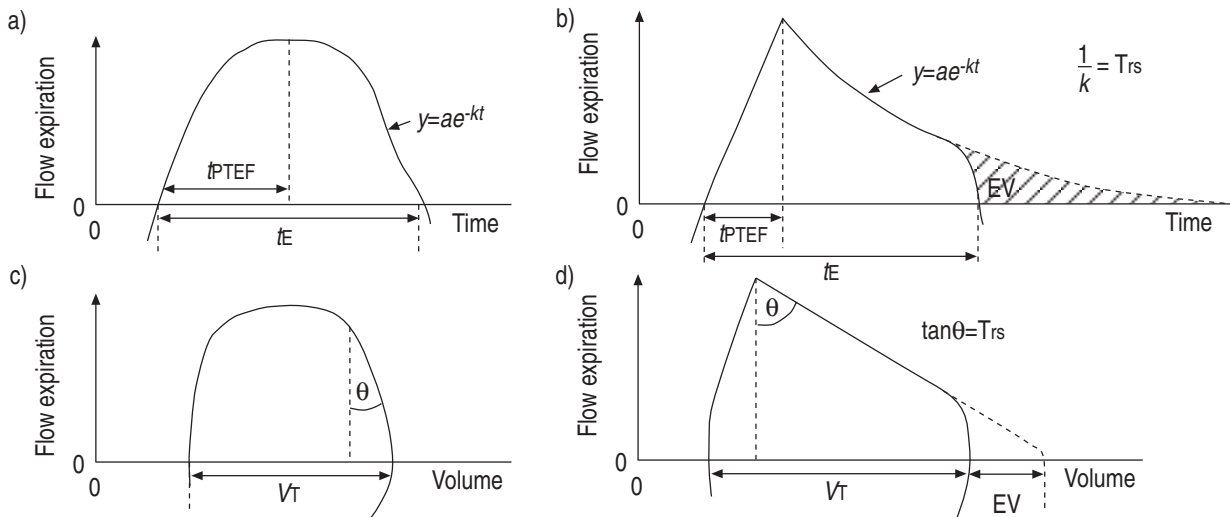 a)
Flow expiration
y=ae-kt
tPTEF
0
0
Time
tE
b)
Flow expiration
y=ae-kt
1/k = Trs
EV
0
0
tPTEF
Time
tE
c)
Flow expiration
θ
0
0
Volume
VT
d)
Flow expiration
θ
tanθ=Trs
0
0
VT
Volume
EV